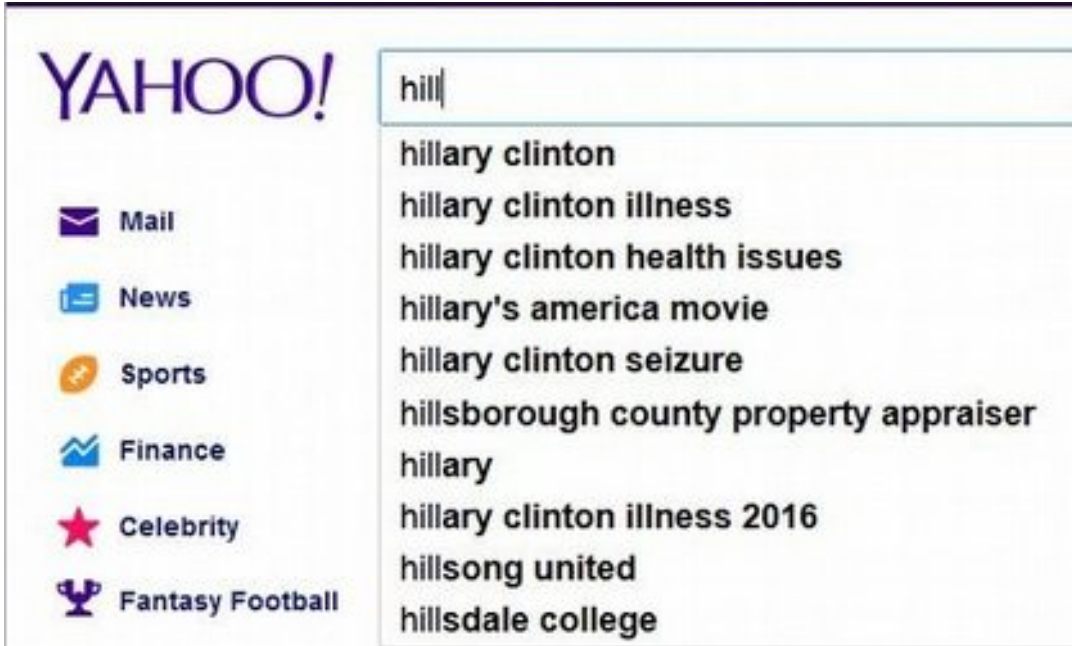 YAHOO!
hill
hillary clinton
hillary clinton illness
hillary clinton health issues
hillary's america movie
hillary clinton seizure
hillsborough county property appraiser
hillary
hillary clinton illness 2016
hillsong united
hillsdale college
Mail
News
Sports
Finance
Celebrity
Fantasy Football